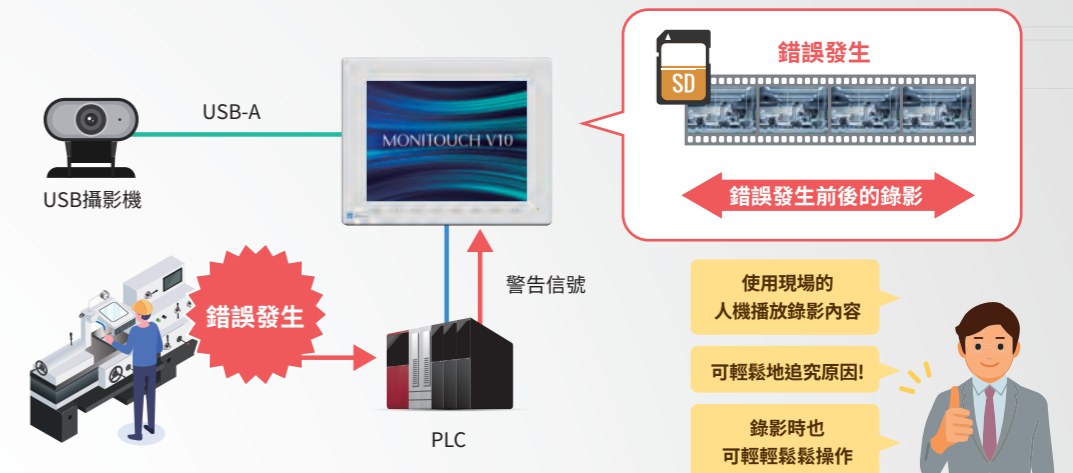 錯誤發生
SD
USB-A
MONITOUCH V10
錯誤發生前後的錄影
USB攝影機
警告信號
錯誤發生
PLC
使用現場的
人機播放錄影內容
可輕鬆地追究原因!
錄影時也
可輕輕鬆鬆操作